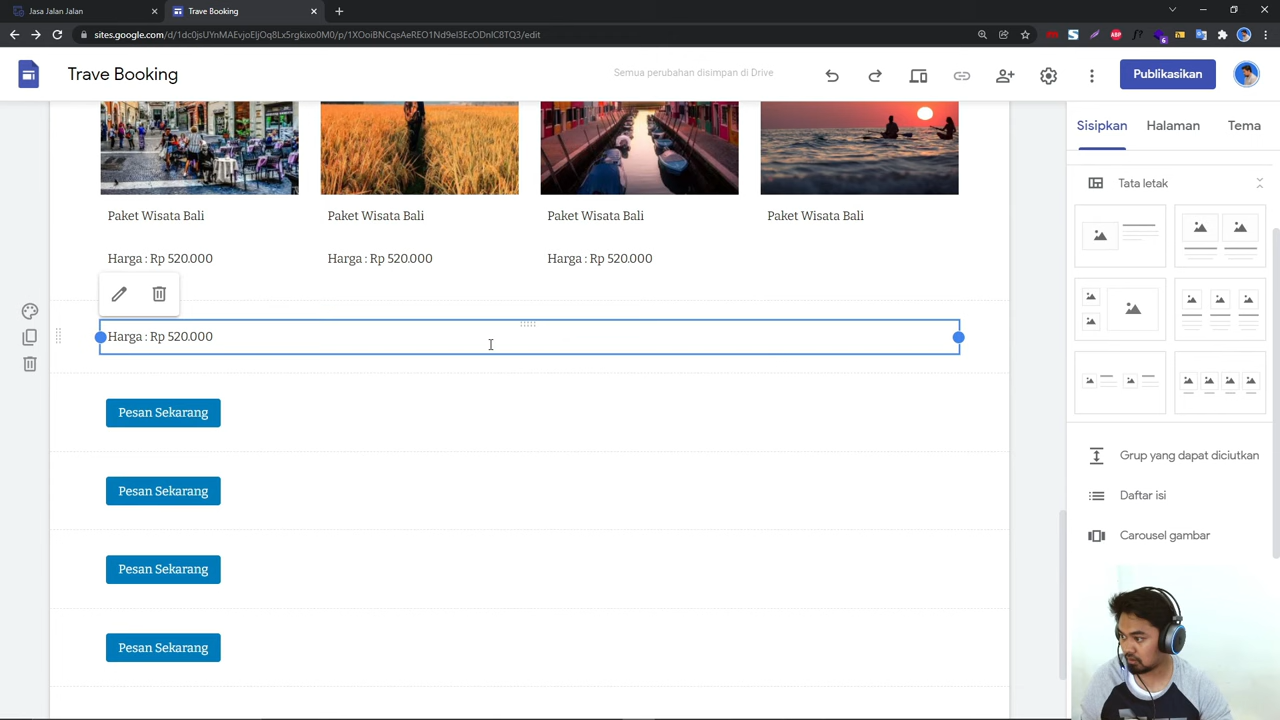 Jasa Jalan Jalan
Trave Booking
sites.google.com/d/1dc0jsUYnMAEvjoEljOq8Lx5rgkixo0M0/p/1XOoiBNCqsAeREO1Nd9el3EcODnlC8TQ3/edit
Trave Booking
Semua perubahan disimpan di Drive
Publikasikan
Sisipkan
Halaman
Tema
Tata letak
Paket Wisata Bali
Paket Wisata Bali
Paket Wisata Bali
Paket Wisata Bali
Harga : Rp 520.000
Harga : Rp 520.000
Harga : Rp 520.000
Harga : Rp 520.000
Pesan Sekarang
Pesan Sekarang
Pesan Sekarang
Pesan Sekarang
Grup yang dapat diciutkan
Daftar isi
Carousel gambar